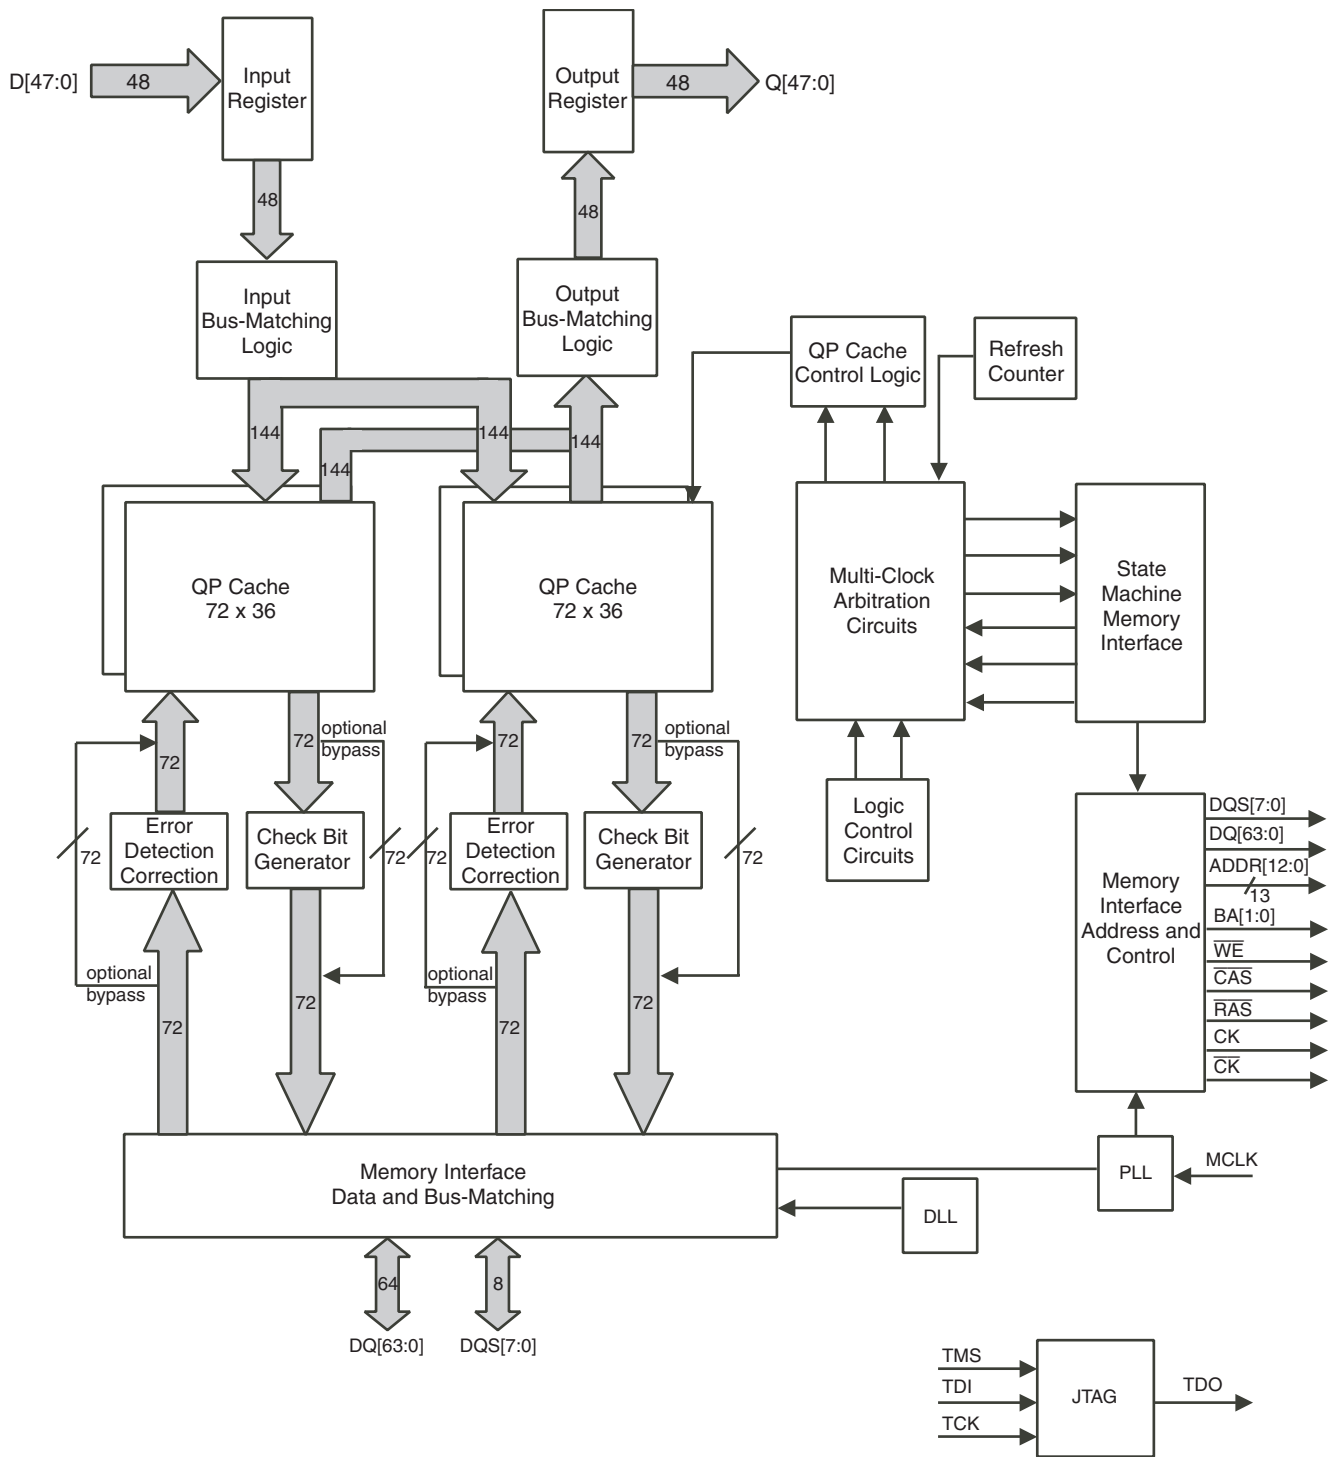 D[47:0]
48
Input
Register
Output
Register
48
Q[47:0]
48
48
Input
Bus-Matching
Logic
Output
Bus-Matching
Logic
QP Cache
Control Logic
Refresh
Counter
144
144
144
144
QP Cache
72 x 36
QP Cache
72 x 36
Multi-Clock
Arbitration
Circuits
State
Machine
Memory
Interface
72
72
optional
bypass
72
72
optional
bypass
72
Error
Detection
Correction
Check Bit
Generator
72
72
Error
Detection
Correction
Check Bit
Generator
72
Logic
Control
Circuits
optional
bypass
72
72
optional
bypass
72
72
Memory
Interface
Address and
Control
DQS[7:0]
DQ[63:0]
ADDR[12:0]
13
BA[1:0]
W̅E̅
C̅A̅S̅
R̅A̅S̅
CK
C̅K̅
Memory Interface
Data and Bus-Matching
PLL
MCLK
DLL
64
8
DQ[63:0]
DQS[7:0]
TMS
TDI
TCK
JTAG
TDO